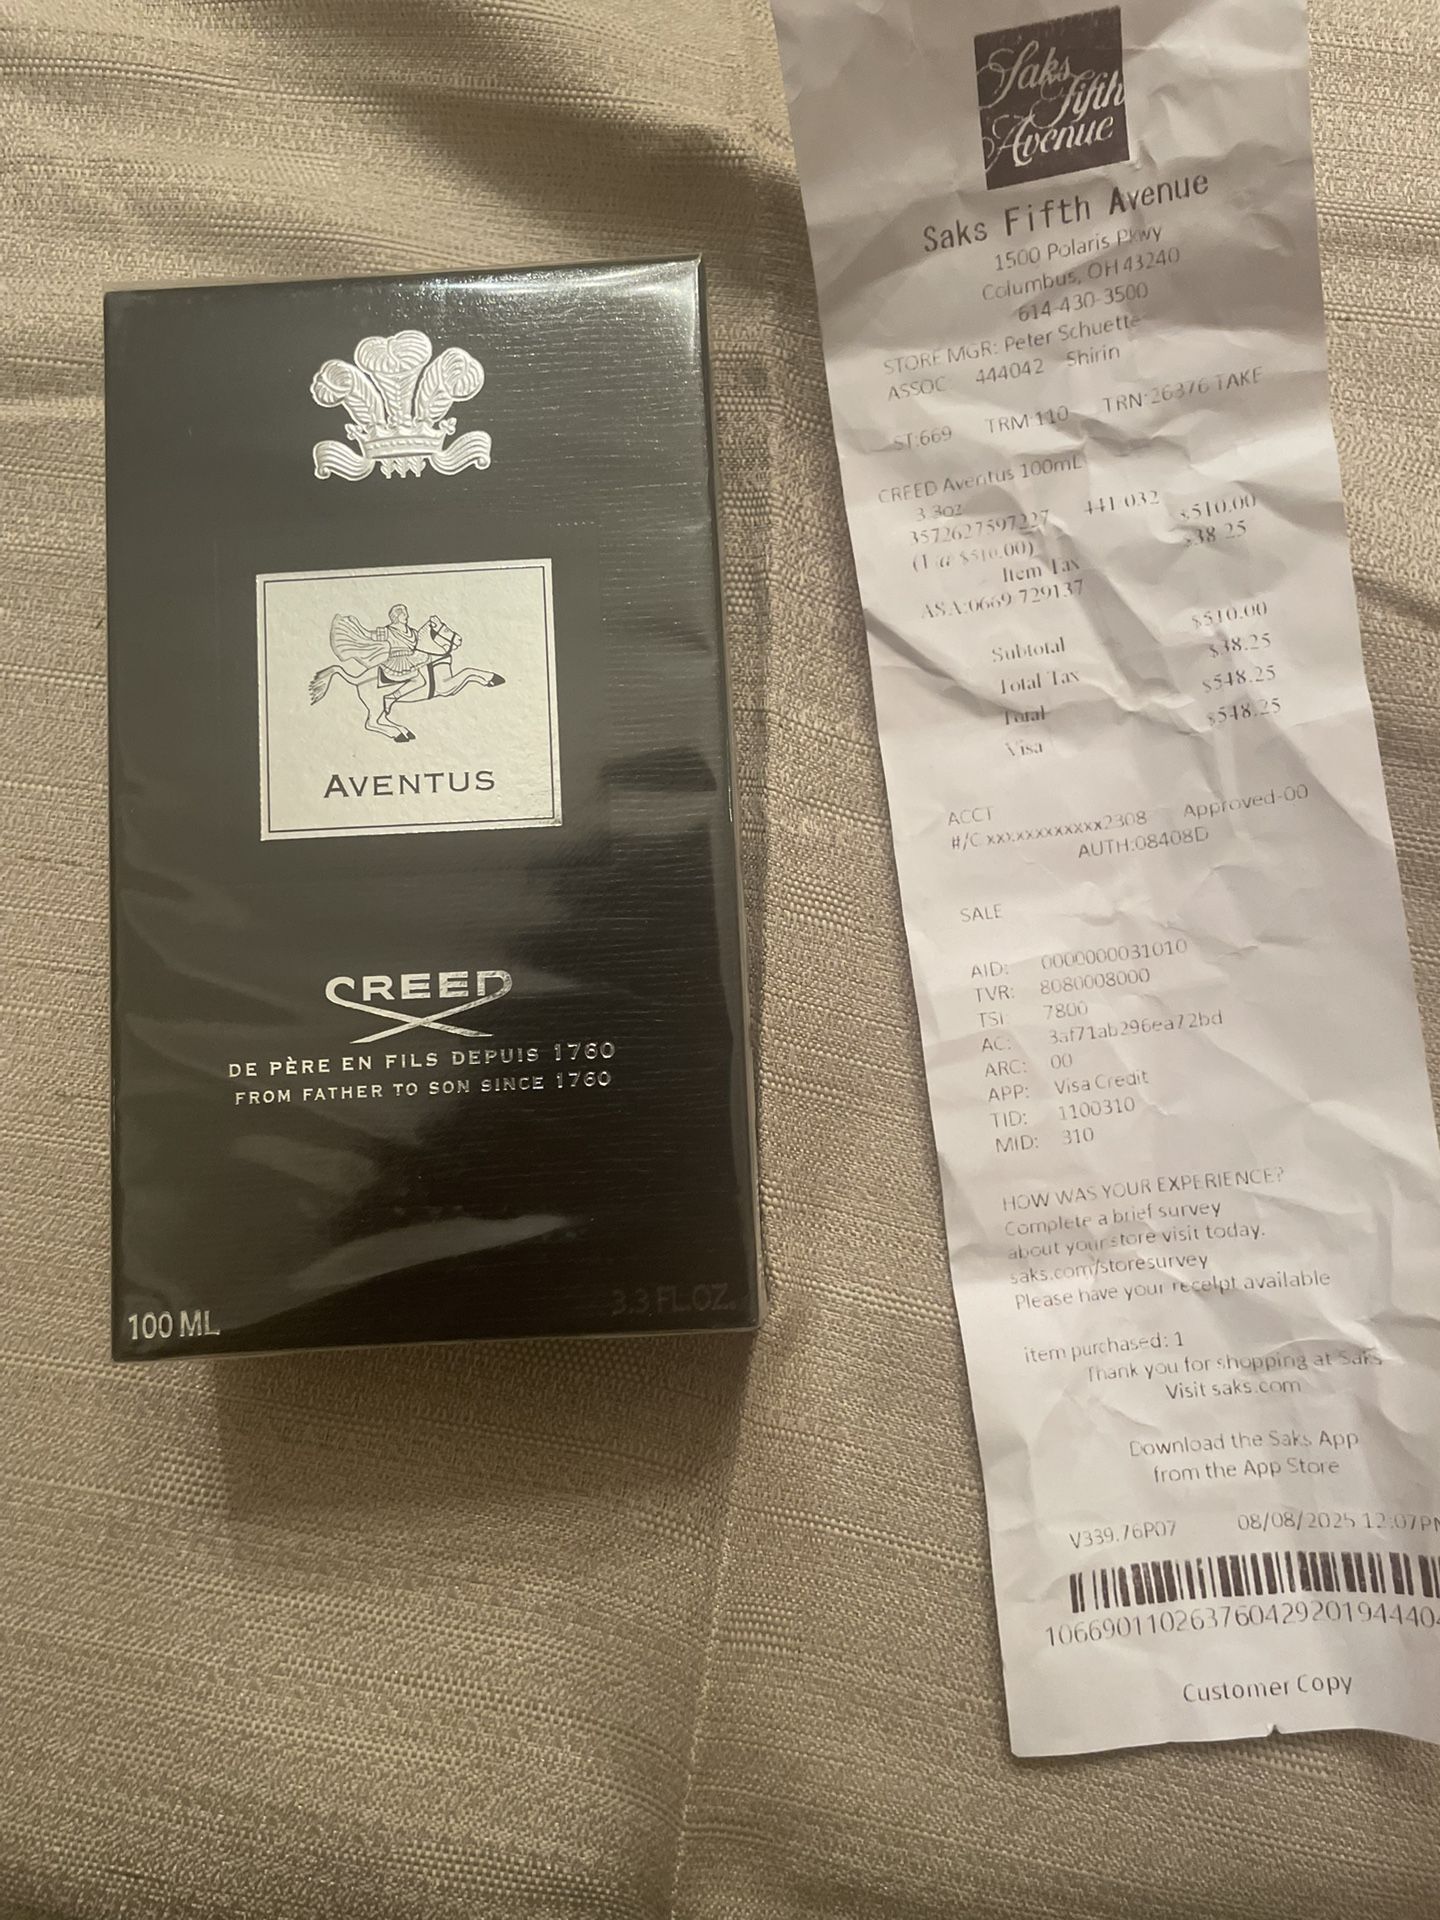 AVENTUS
CREED
DE PÈRE EN FILS DEPUIS 1760
FROM FATHER TO SON SINCE 1760
100 ML
3.3 FL.OZ.
Saks
fifth
Avenue
Saks Fifth Avenue
1500 Polaris Pkwy
Columbus, OH 43240
614-430-3500
STORE MGR: Peter Schuette
ASSOC: 444042 Shirin
ST:669 TRM:110 TRN:26376 TAKE
CREED Aventus 100mL
3.3oz
3572627597227 441/032 $510.00
(1 @ $510.00) $38.25
Item Tax
ASA:0669 729137
Subtotal $510.00
Total Tax $38.25
Total $548.25
Visa $548.25
ACCT
#/C xxxxxxxxxxxx2308 Approved-00
AUTH:08408D
SALE
AID: 0000000031010
TVR: 8080008000
TSI: 7800
AC: 3af71ab296ea72bd
ARC: 00
APP: Visa Credit
TID: 1100310
MID: 310
HOW WAS YOUR EXPERIENCE?
Complete a brief survey
about your store visit today.
saks.com/storesurvey
Please have your receipt available
item purchased: 1
Thank you for shopping at Saks
Visit saks.com
Download the Saks App
from the App Store
V339.76P07 08/08/2025 12:07PM
10669011026376042920194440
Customer Copy